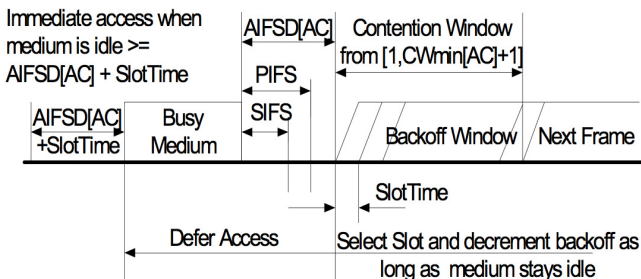 Immediate access when
medium is idle >=
AIFSD[AC] + SlotTime
AIFSD[AC]
Contention Window
from [1,CWmin[AC]+1]
PIFS
SIFS
AIFSD[AC]
+SlotTime
Busy
Medium
Backoff Window
Next Frame
SlotTime
Defer Access
Select Slot and decrement backoff as
long as medium stays idle